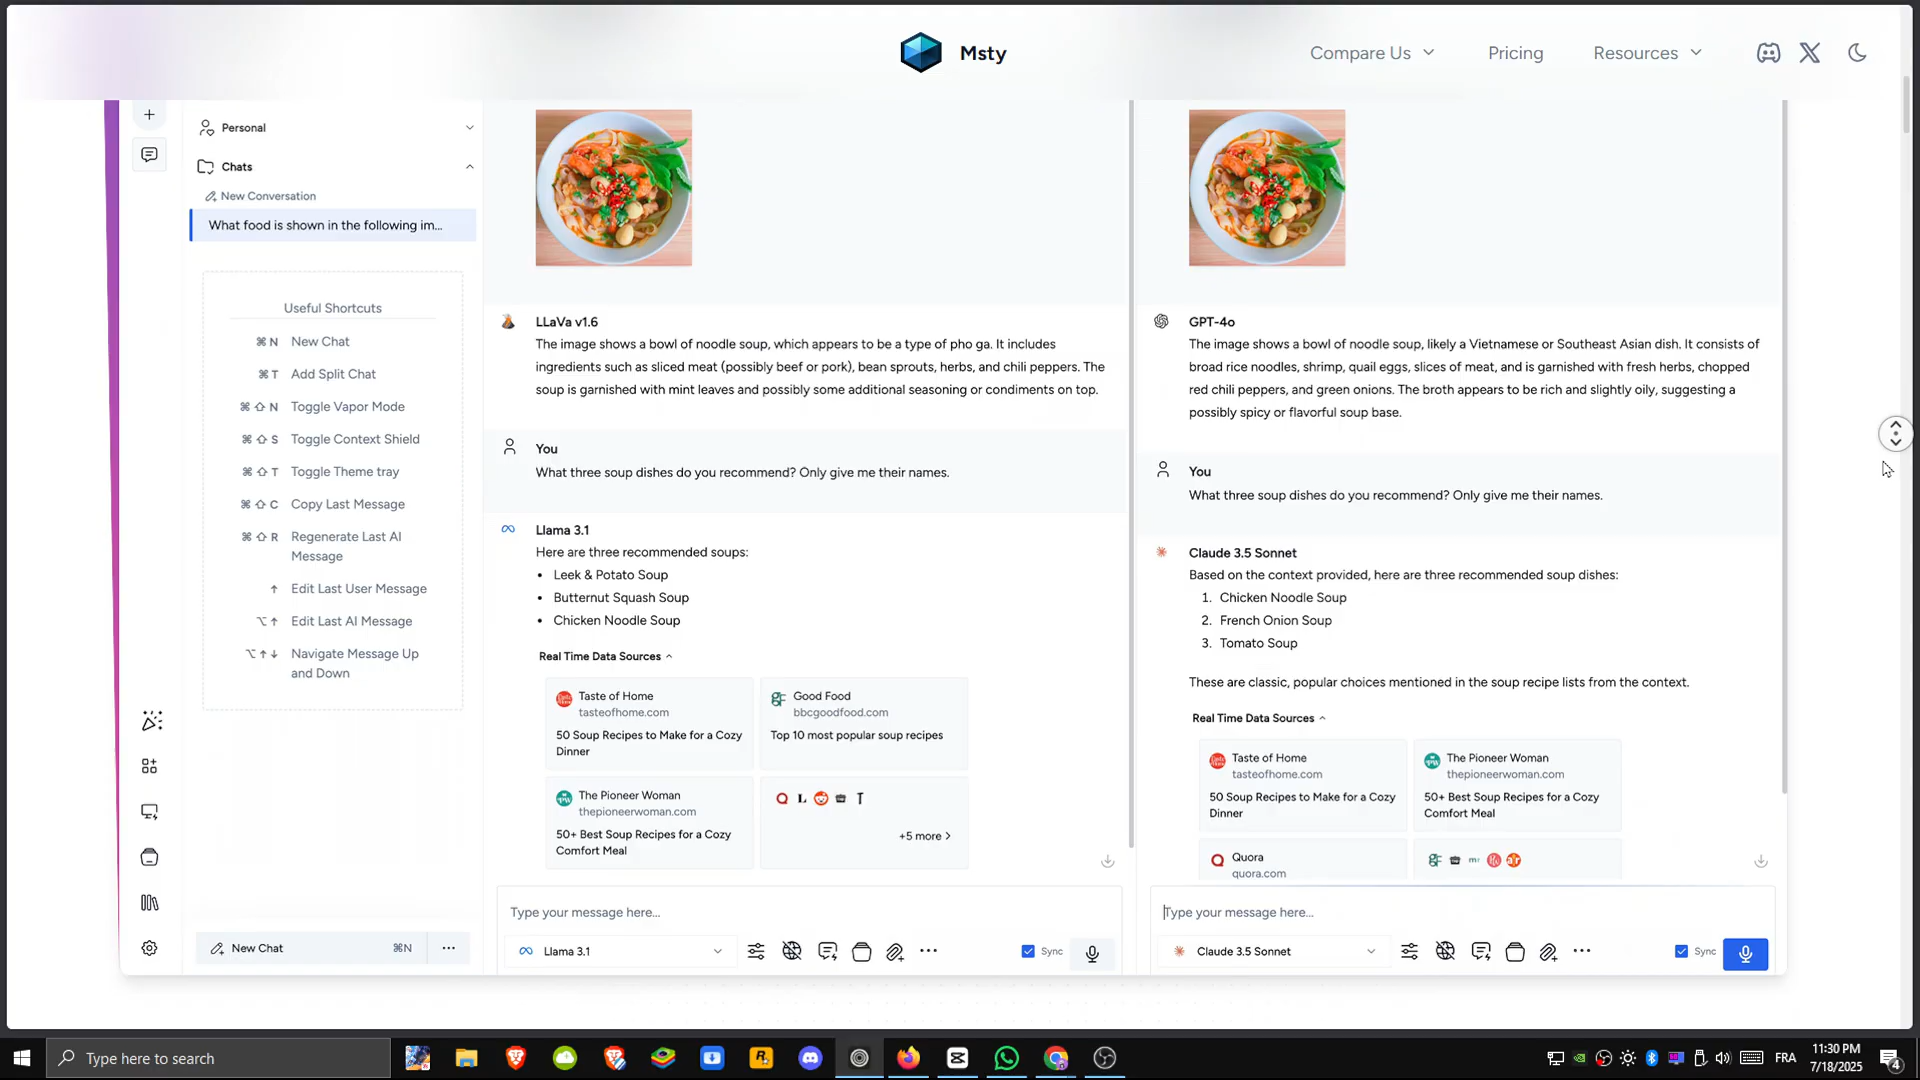 Msty
Compare Us
Pricing
Resources
Personal
Chats
New Conversation
What food is shown in the following im...
Useful Shortcuts
⌘ N New Chat
⌘ T Add Split Chat
⌘ ⇧ N Toggle Vapor Mode
⌘ ⇧ S Toggle Context Shield
⌘ ⇧ T Toggle Theme tray
⌘ ⇧ C Copy Last Message
⌘ ⇧ R Regenerate Last AI
Message
↑ Edit Last User Message
⌥ ↑ Edit Last AI Message
⌥ ↑ ↓ Navigate Message Up
and Down
New Chat ⌘N
LLaVa v1.6
The image shows a bowl of noodle soup, which appears to be a type of pho ga. It includes
ingredients such as sliced meat (possibly beef or pork), bean sprouts, herbs, and chili peppers. The
soup is garnished with mint leaves and possibly some additional seasoning or condiments on top.
You
What three soup dishes do you recommend? Only give me their names.
Llama 3.1
Here are three recommended soups:
• Leek & Potato Soup
• Butternut Squash Soup
• Chicken Noodle Soup
Real Time Data Sources
Taste of Home
tasteofhome.com
50 Soup Recipes to Make for a Cozy
Dinner
Good Food
bbcgoodfood.com
Top 10 most popular soup recipes
The Pioneer Woman
thepioneerwoman.com
50+ Best Soup Recipes for a Cozy
Comfort Meal
+5 more >
Type your message here...
Llama 3.1
Sync
GPT-4o
The image shows a bowl of noodle soup, likely a Vietnamese or Southeast Asian dish. It consists of
broad rice noodles, shrimp, quail eggs, slices of meat, and is garnished with fresh herbs, chopped
red chili peppers, and green onions. The broth appears to be rich and slightly oily, suggesting a
possibly spicy or flavorful soup base.
You
What three soup dishes do you recommend? Only give me their names.
Claude 3.5 Sonnet
Based on the context provided, here are three recommended soup dishes:
1. Chicken Noodle Soup
2. French Onion Soup
3. Tomato Soup
These are classic, popular choices mentioned in the soup recipe lists from the context.
Real Time Data Sources
Taste of Home
tasteofhome.com
50 Soup Recipes to Make for a Cozy
Dinner
The Pioneer Woman
thepioneerwoman.com
50+ Best Soup Recipes for a Cozy
Comfort Meal
Quora
quora.com
Type your message here...
Claude 3.5 Sonnet
Sync
Type here to search
FRA
11:30 PM
7/18/2025
4